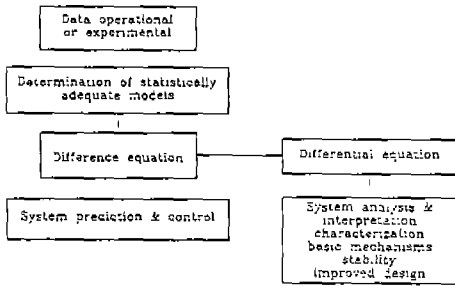 Data operational
or experimental
Determination of statistically
adequate models
Difference equation
Differential equation
System prediction & control
System analysis &
interpretation
characterization
basic mechanisms
stability
improved design